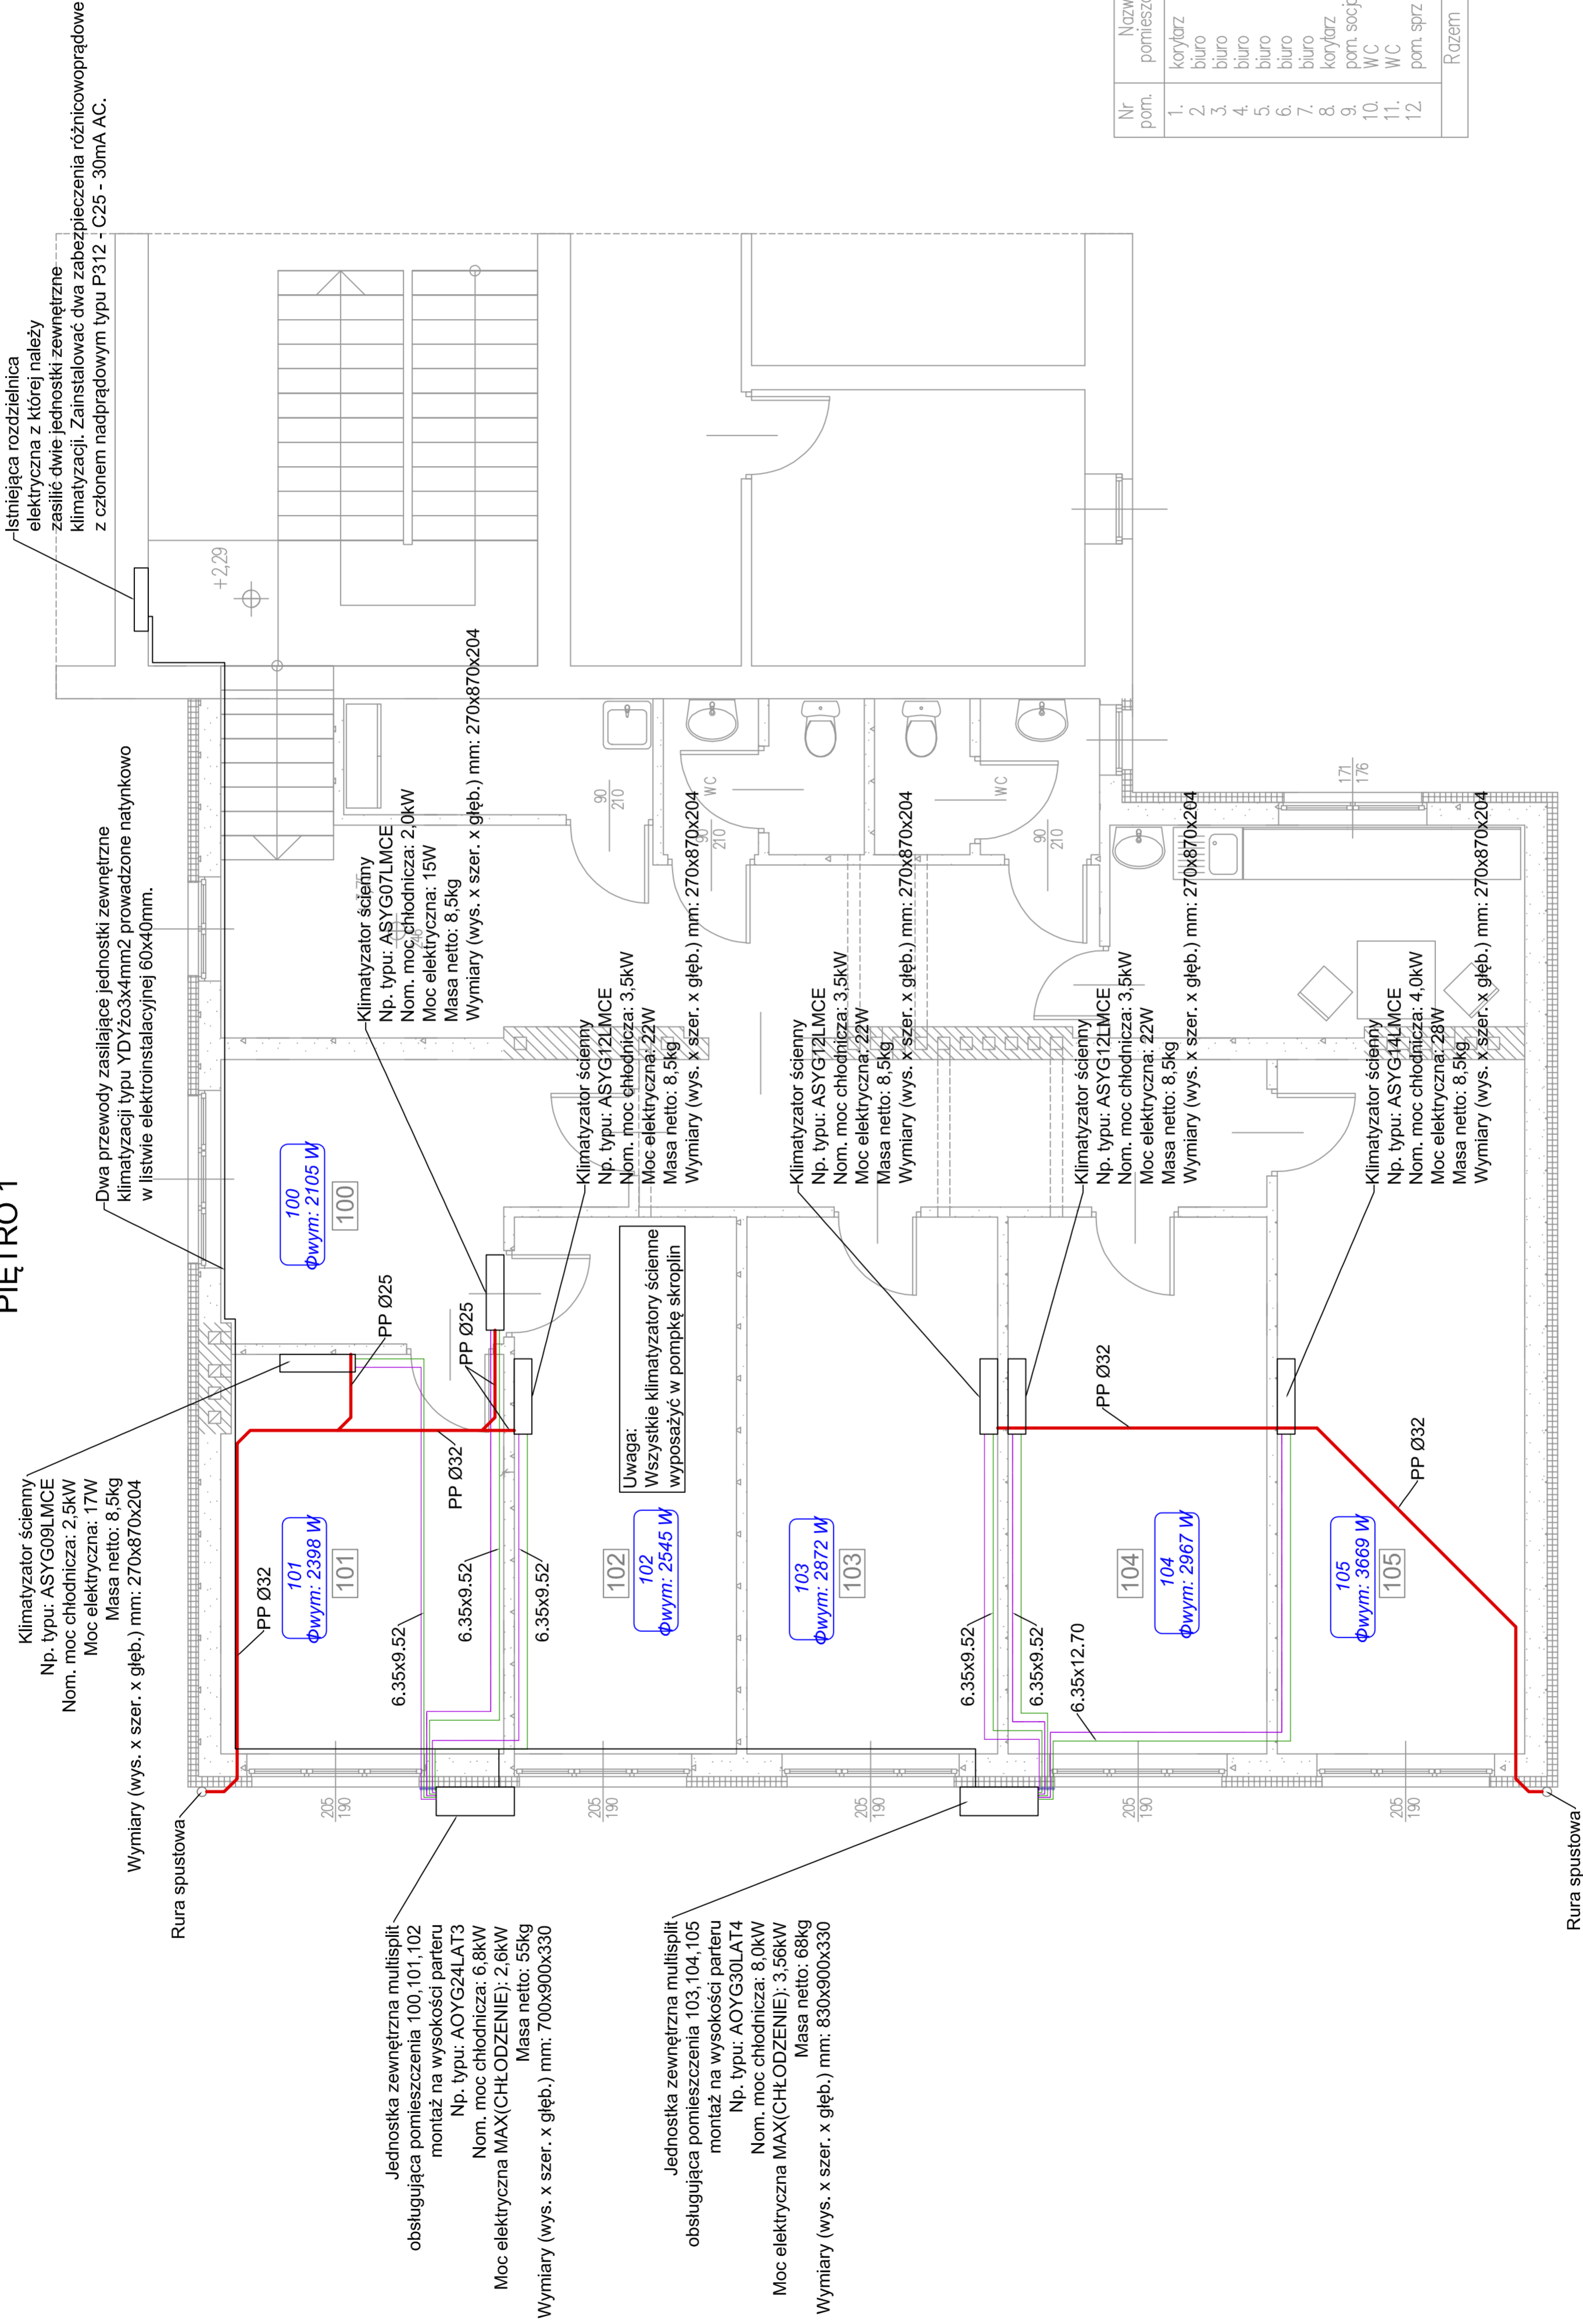 PIĘTRO 1
Istniejąca rozdzielnica
elektryczna z której należy
zasilić dwie jednostki zewnętrzne
klimatyzacji. Zainstalować dwa zabezpieczenia różnicowoprądowe
z członem nadprądowym typu P312 - C25 - 30mA AC.
Dwa przewody zasilające jednostki zewnętrzne
klimatyzacji typu YDYżo3x4mm2 prowadzone natynkowo
w listwie elektroinstalacyjnej 60x40mm.
Klimatyzator ścienny
Np. typu: ASYG09LMCE
Nom. moc chłodnicza: 2,5kW
Moc elektryczna: 17W
Masa netto: 8,5kg
Wymiary (wys. x szer. x głęb.) mm: 270x870x204
Klimatyzator ścienny
Np. typu: ASYG07LMCE
Nom. moc chłodnicza: 2,0kW
Moc elektryczna: 15W
Masa netto: 8,5kg
Wymiary (wys. x szer. x głęb.) mm: 270x870x204
Klimatyzator ścienny
Np. typu: ASYG12LMCE
Nom. moc chłodnicza: 3,5kW
Moc elektryczna: 22W
Masa netto: 8,5kg
Wymiary (wys. x szer. x głęb.) mm: 270x870x204
Klimatyzator ścienny
Np. typu: ASYG12LMCE
Nom. moc chłodnicza: 3,5kW
Moc elektryczna: 22W
Masa netto: 8,5kg
Wymiary (wys. x szer. x głęb.) mm: 270x870x204
Klimatyzator ścienny
Np. typu: ASYG12LMCE
Nom. moc chłodnicza: 3,5kW
Moc elektryczna: 22W
Masa netto: 8,5kg
Wymiary (wys. x szer. x głęb.) mm: 270x870x204
Klimatyzator ścienny
Np. typu: ASYG14LMCE
Nom. moc chłodnicza: 4,0kW
Moc elektryczna: 28W
Masa netto: 8,5kg
Wymiary (wys. x szer. x głęb.) mm: 270x870x204
Jednostka zewnętrzna multisplit
obsługująca pomieszczenia 100,101,102
montaż na wysokości parteru
Np. typu: AOYG24LAT3
Nom. moc chłodnicza: 6,8kW
Moc elektryczna MAX(CHŁODZENIE): 2,6kW
Masa netto: 55kg
Wymiary (wys. x szer. x głęb.) mm: 700x900x330
Jednostka zewnętrzna multisplit
obsługująca pomieszczenia 103,104,105
montaż na wysokości parteru
Np. typu: AOYG30LAT4
Nom. moc chłodnicza: 8,0kW
Moc elektryczna MAX(CHŁODZENIE): 3,56kW
Masa netto: 68kg
Wymiary (wys. x szer. x głęb.) mm: 830x900x330
Uwaga:
Wszystkie klimatyzatory ścienne
wyposażyć w pompkę skroplin
100
Φwym: 2105 W
100
101
Φwym: 2398 W
101
102
102
Φwym: 2545 W
103
Φwym: 2872 W
103
104
104
Φwym: 2967 W
105
Φwym: 3669 W
105
PP Ø25
PP Ø25
PP Ø32
PP Ø32
PP Ø32
PP Ø32
6.35x9.52
6.35x9.52
6.35x9.52
6.35x9.52
6.35x9.52
6.35x12.70
Rura spustowa
Rura spustowa
+2,29
90
210
90
210
90
210
WC
WC
171
176
205
190
205
190
205
190
205
190
205
190
Nr
pom.
1. korytarz
2. biuro
3. biuro
4. biuro
5. biuro
6. biuro
7. biuro
8. korytarz
9. pom.
10. WC
11. WC
12. pom. sprz
Razem